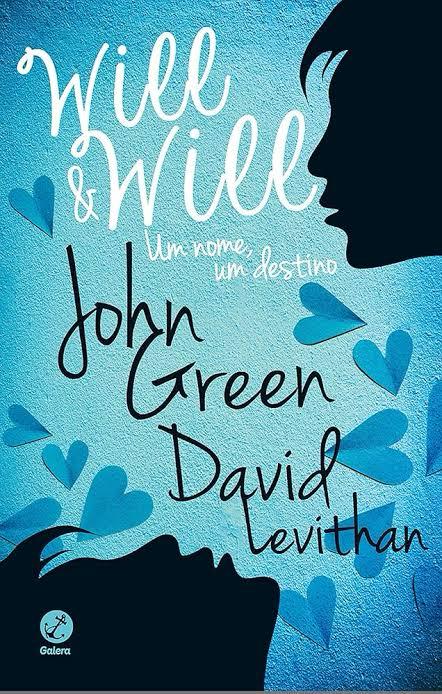 Will
& Will
Um nome,
um destino
John
Green
David
Levithan
Galera